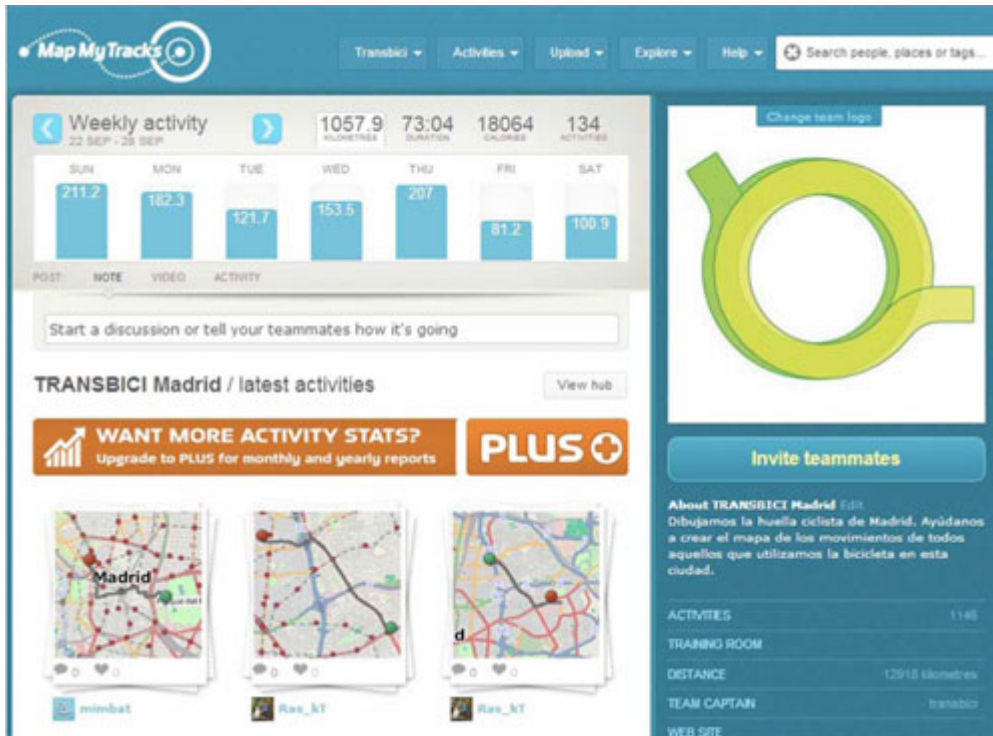 Map My Tracks
Transbici Activities Upload Explore Help Search people, places or tags...
Weekly activity
22 SEP - 28 SEP
1057.9 73:04 18064 134
KILOMETRES DURATION CALORIES ACTIVITIES
SUN MON TUE WED THU FRI SAT
211.2 182.3 121.7 153.5 207 81.2 100.9
POST: NOTE VIDEO ACTIVITY
Start a discussion or tell your teammates how it's going
TRANSBICI Madrid / latest activities View hub
WANT MORE ACTIVITY STATS?
Upgrade to PLUS for monthly and yearly reports
PLUS
Madrid
d
0 0 0 0 0 0
mimbat Ras_kT Ras_kT
Change team logo
Invite teammates
About TRANSBICI Madrid Edit
Dibujamos la huella ciclista de Madrid. Ayúdanos
a crear el mapa de los movimientos de todos
aquellos que utilizamos la bicicleta en esta
ciudad.
ACTIVITIES 1146
TRAINING ROOM
DISTANCE 12918 kilometres
TEAM CAPTAIN transbici
WEB SITE